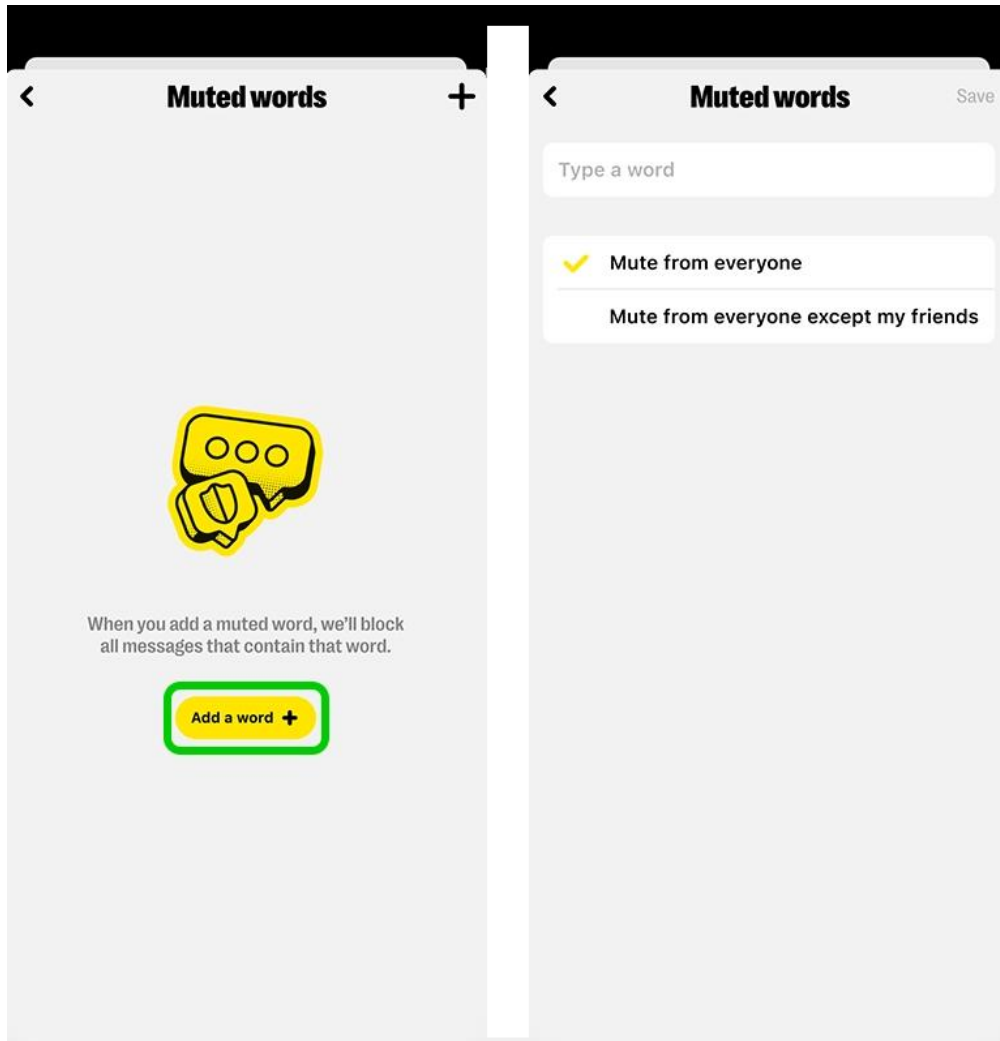 Muted words
When you add a muted word, we'll block
all messages that contain that word.
Add a word
Muted words
Save
Type a word
Mute from everyone
Mute from everyone except my friends